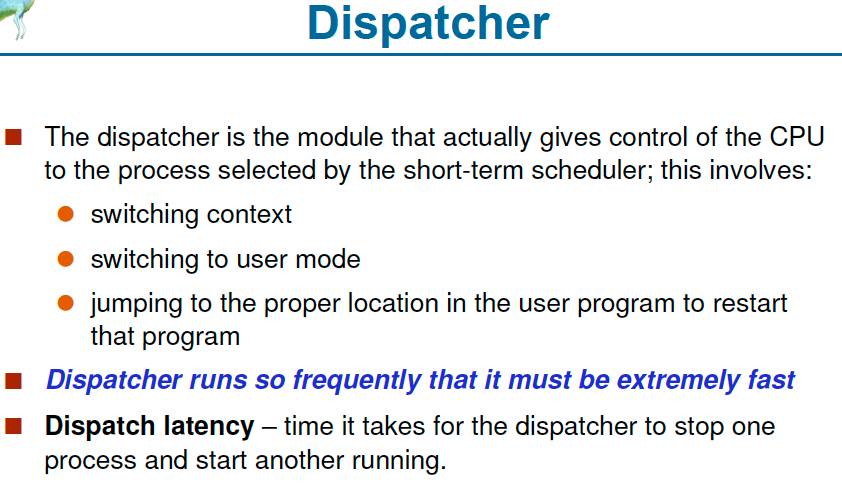 Dispatcher
The dispatcher is the module that actually gives control of the CPU
to the process selected by the short-term scheduler; this involves:
switching context
switching to user mode
jumping to the proper location in the user program to restart
that program
Dispatcher runs so frequently that it must be extremely fast
Dispatch latency – time it takes for the dispatcher to stop one
process and start another running.